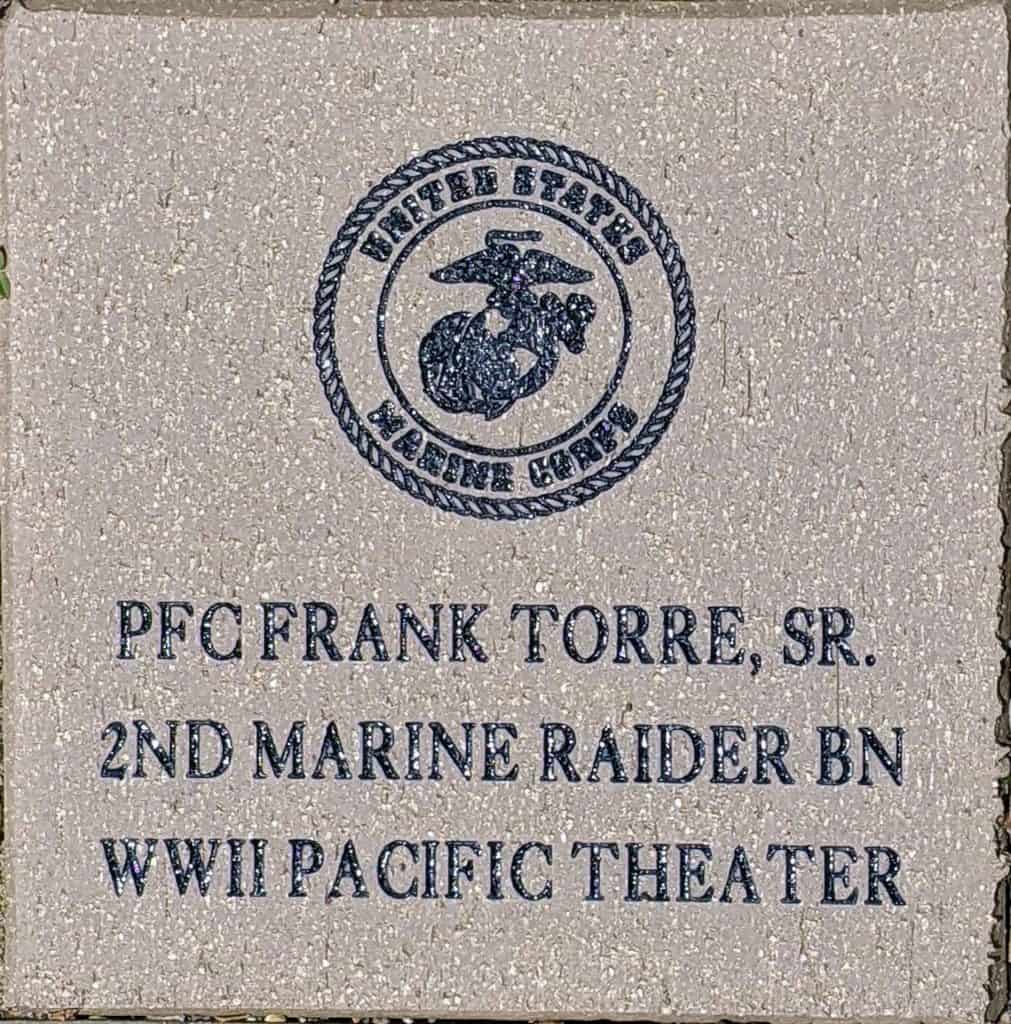 UNITED STATES
MARINE CORPS
PFC FRANK TORRE, SR.
2ND MARINE RAIDER BN
WWII PACIFIC THEATER